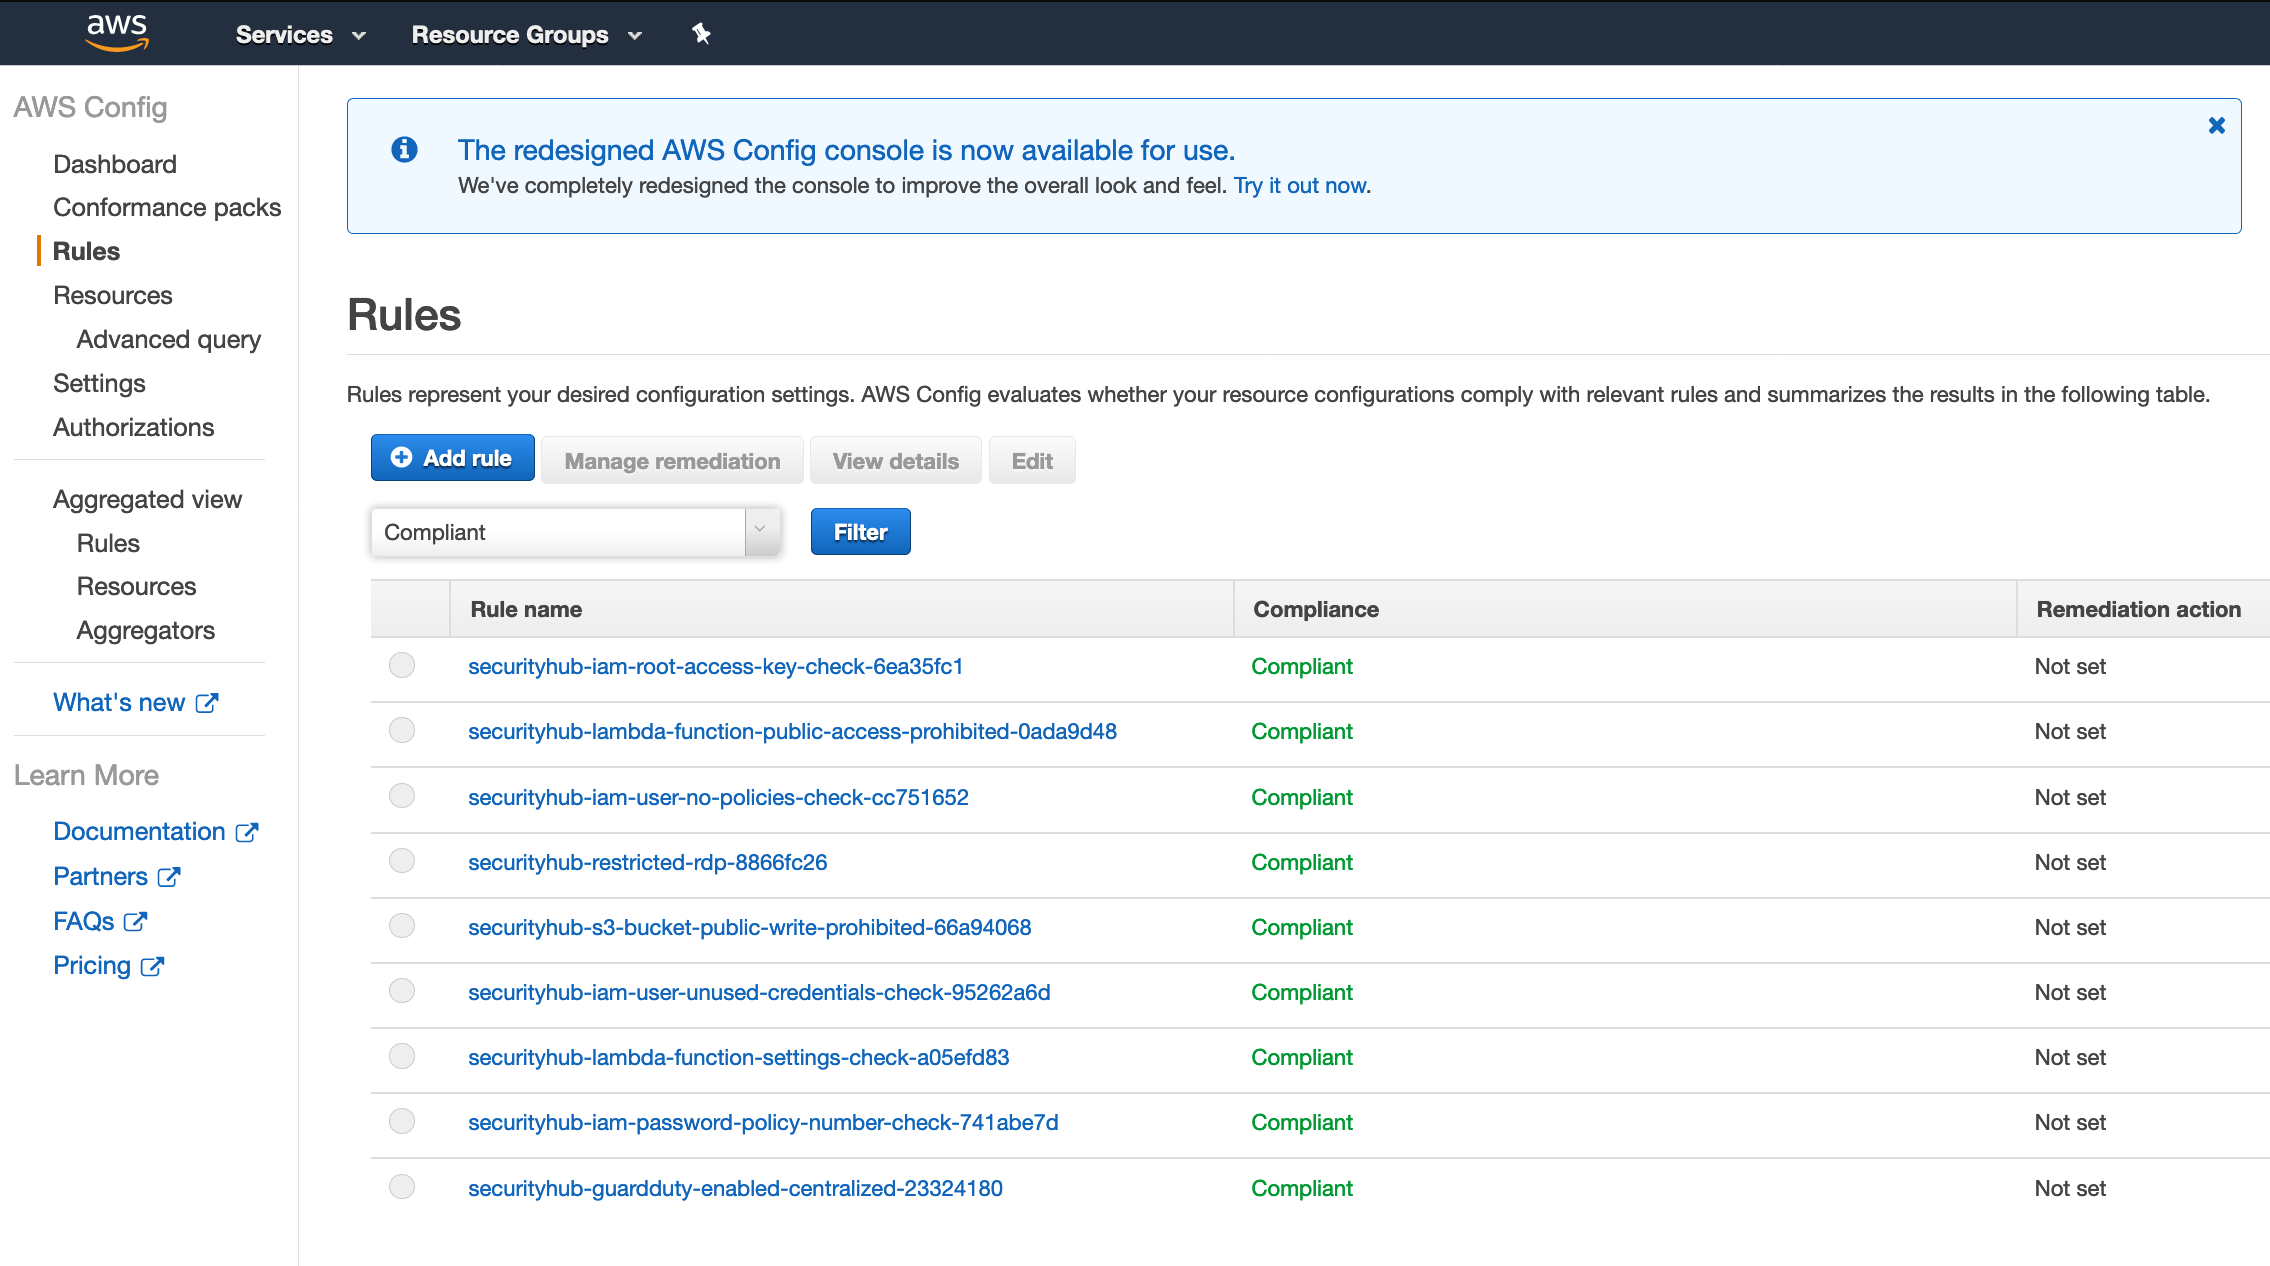 aws Services Resource Groups
AWS Config
Dashboard
Conformance packs
Rules
Resources
Advanced query
Settings
Authorizations
Aggregated view
Rules
Resources
Aggregators
What's new
Learn More
Documentation
Partners
FAQs
Pricing
The redesigned AWS Config console is now available for use.
We've completely redesigned the console to improve the overall look and feel. Try it out now.
Rules
Rules represent your desired configuration settings. AWS Config evaluates whether your resource configurations comply with relevant rules and summarizes the results in the following table.
Add rule Manage remediation View details Edit
Compliant Filter
Rule name Compliance Remediation action
securityhub-iam-root-access-key-check-6ea35fc1 Compliant Not set
securityhub-lambda-function-public-access-prohibited-0ada9d48 Compliant Not set
securityhub-iam-user-no-policies-check-cc751652 Compliant Not set
securityhub-restricted-rdp-8866fc26 Compliant Not set
securityhub-s3-bucket-public-write-prohibited-66a94068 Compliant Not set
securityhub-iam-user-unused-credentials-check-95262a6d Compliant Not set
securityhub-lambda-function-settings-check-a05efd83 Compliant Not set
securityhub-iam-password-policy-number-check-741abe7d Compliant Not set
securityhub-guardduty-enabled-centralized-23324180 Compliant Not set